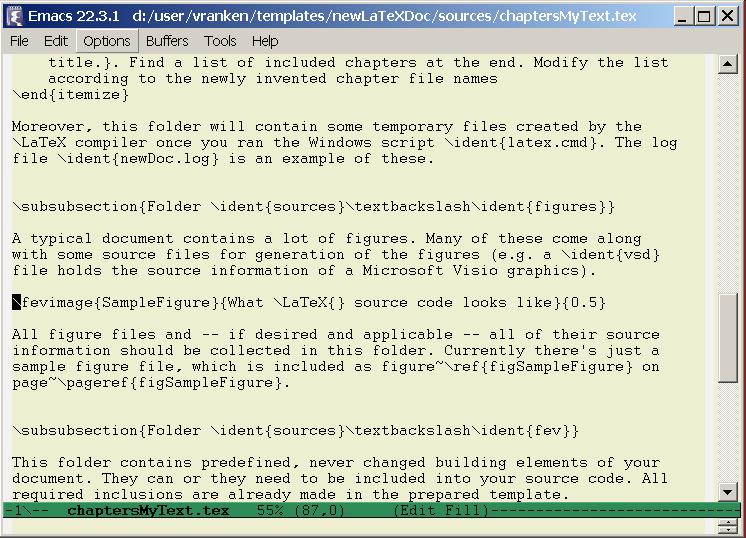 Emacs 22.3.1  d:/user/vranken/templates/newLaTeXDoc/sources/chaptersMyText.tex
File Edit Options Buffers Tools Help
title.}. Find a list of included chapters at the end. Modify the list
according to the newly invented chapter file names
\end{itemize}
Moreover, this folder will contain some temporary files created by the
\LaTeX compiler once you ran the Windows script \ident{latex.cmd}. The log
file \ident{newDoc.log} is an example of these.
\subsubsection{Folder \ident{sources}\textbackslash\ident{figures}}
A typical document contains a lot of figures. Many of these come along
with some source files for generation of the figures (e.g. a \ident{vsd}
file holds the source information of a Microsoft Visio graphics).
\fevimage{SampleFigure}{What \LaTeX{} source code looks like}{0.5}
All figure files and -- if desired and applicable -- all of their source
information should be collected in this folder. Currently there's just a
sample figure file, which is included as figure~\ref{figSampleFigure} on
page~\pageref{figSampleFigure}.
\subsubsection{Folder \ident{sources}\textbackslash\ident{fev}}
This folder contains predefined, never changed building elements of your
document. They can or they need to be included into your source code. All
required inclusions are already made in the prepared template.
-1\--  chaptersMyText.tex   55% (87,0)     (Edit Fill)----------------------------